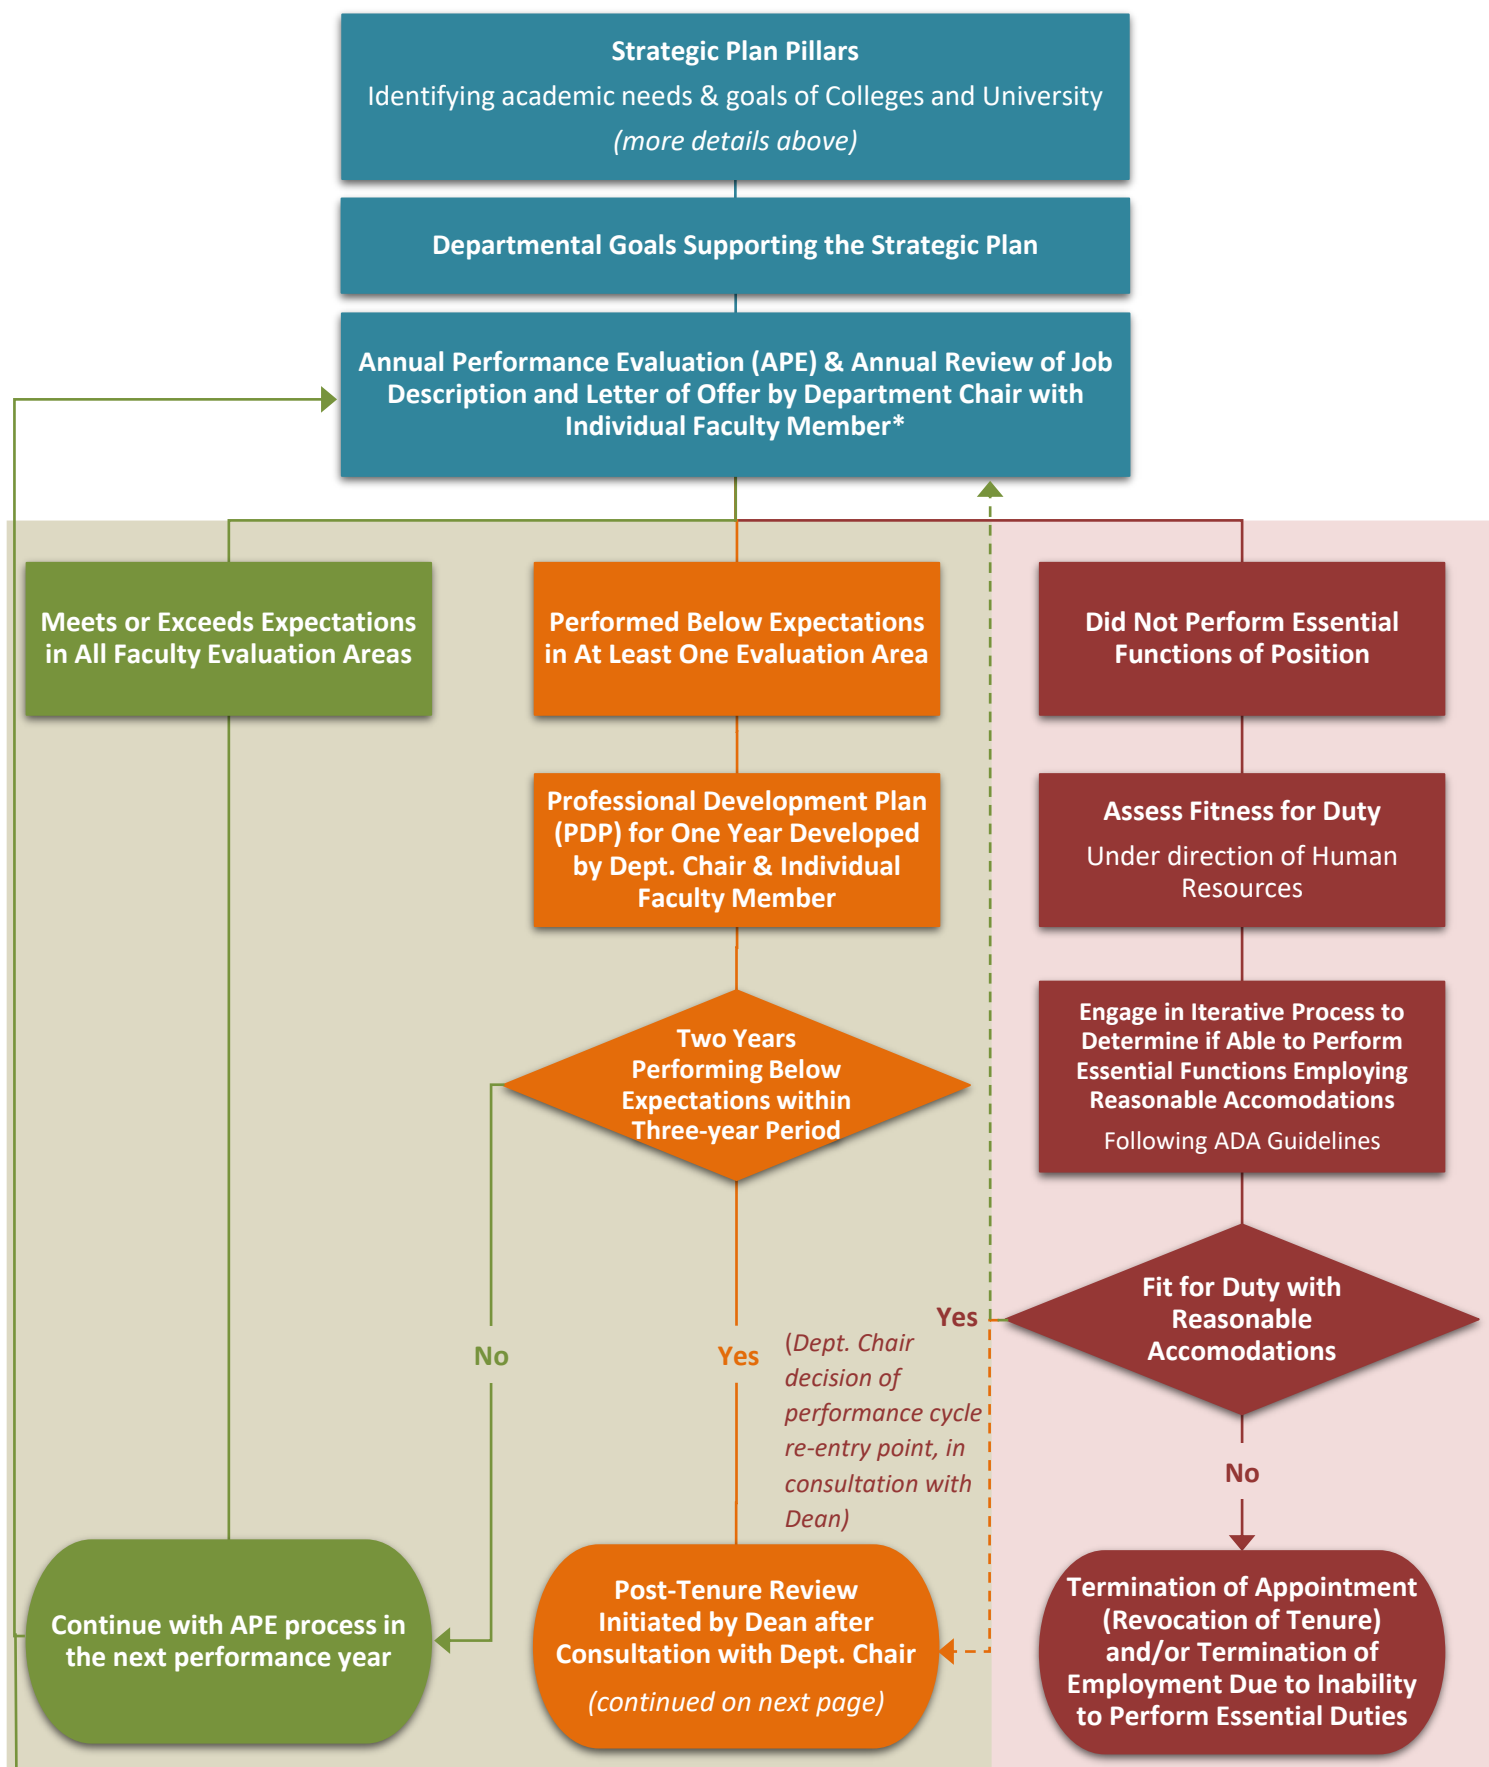 Strategic Plan Pillars
Identifying academic needs & goals of Colleges and University
(more details above)
Departmental Goals Supporting the Strategic Plan
Annual Performance Evaluation (APE) & Annual Review of Job
Description and Letter of Offer by Department Chair with
Individual Faculty Member*
Meets or Exceeds Expectations
in All Faculty Evaluation Areas
Performed Below Expectations
in At Least One Evaluation Area
Did Not Perform Essential
Functions of Position
Professional Development Plan
(PDP) for One Year Developed
by Dept. Chair & Individual
Faculty Member
Assess Fitness for Duty
Under direction of Human
Resources
Two Years
Performing Below
Expectations within
Three-year Period
Engage in Iterative Process to
Determine if Able to Perform
Essential Functions Employing
Reasonable Accomodations
Following ADA Guidelines
Fit for Duty with
Reasonable
Accomodations
No
Yes
Yes
(Dept. Chair
decision of
performance cycle
re-entry point, in
consultation with
Dean)
No
Continue with APE process in
the next performance year
Post-Tenure Review
Initiated by Dean after
Consultation with Dept. Chair
(continued on next page)
Termination of Appointment
(Revocation of Tenure)
and/or Termination of
Employment Due to Inability
to Perform Essential Duties